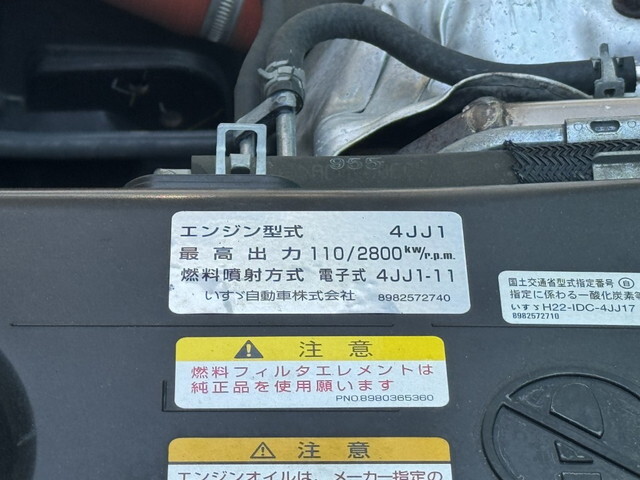 955
エンジン型式 4JJ1
最高出力 110/2800kw/r.p.m.
燃料噴射方式 電子式 4JJ1-11
いすゞ自動車株式会社 8982572740
国土交通省型式指定番号 自
指定に係わる一酸化炭素等
いすゞ H22-IDC-4JJ17
8982572710
注意
燃料フィルタエレメントは
純正品を使用願います
PNO.8980365360
注意
エンジンオイルは、メーカー指定の